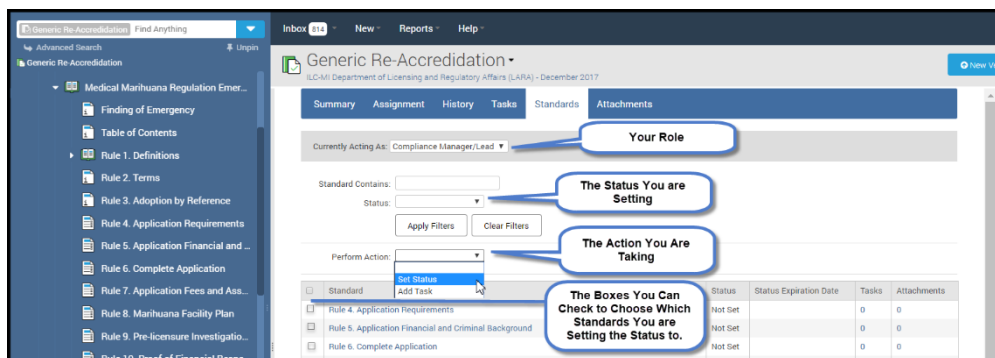 Generic Re-Accredidation Find Anything
Advanced Search Unpin
Generic Re-Accredidation
Medical Marihuana Regulation Emer...
Finding of Emergency
Table of Contents
Rule 1. Definitions
Rule 2. Terms
Rule 3. Adoption by Reference
Rule 4. Application Requirements
Rule 5. Application Financial and ...
Rule 6. Complete Application
Rule 7. Application Fees and Ass...
Rule 8. Marihuana Facility Plan
Rule 9. Pre-licensure Investigatio...
Inbox 814 New Reports Help
Generic Re-Accredidation
ILC-MI Department of Licensing and Regulatory Affairs (LARA) - December 2017
New Ve
Summary Assignment History Tasks Standards Attachments
Currently Acting As: Compliance Manager/Lead
Your Role
Standard Contains:
Status:
The Status You are
Setting
Apply Filters Clear Filters
Perform Action:
The Action You Are
Taking
Set Status
Add Task
The Boxes You Can
Check to Choose Which
Standards You are
Setting the Status to.
Standard Status Status Expiration Date Tasks Attachments
Rule 4. Application Requirements Not Set 0 0
Rule 5. Application Financial and Criminal Background Not Set 0 0
Rule 6. Complete Application Not Set 0 0